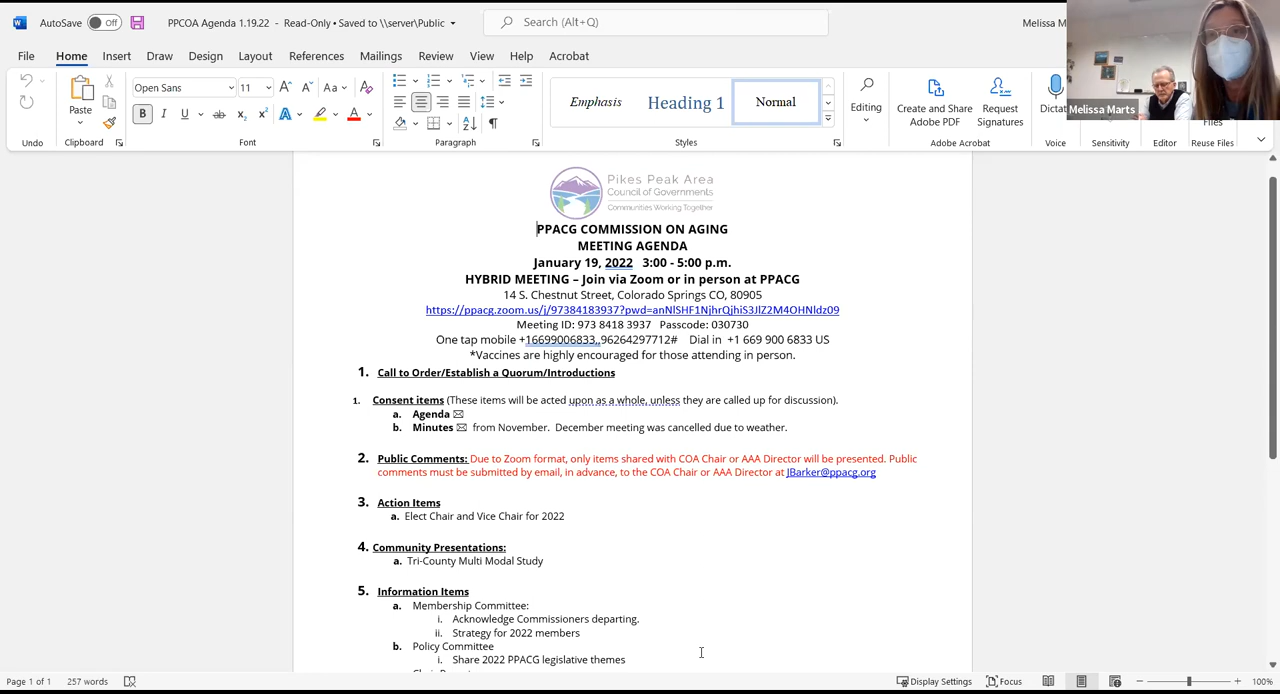 AutoSave Off PPCOA Agenda 1.19.22 - Read-Only • Saved to \\server\Public Search (Alt+Q) Melissa M
File Home Insert Draw Design Layout References Mailings Review View Help Acrobat
Open Sans 11 Aa Emphasis Heading 1 Normal
Paste B I U ab x₂ x² A A Editing Create and Share Adobe PDF Request Signatures Dictat Files
Melissa Marts
Undo Clipboard Font Paragraph Styles Adobe Acrobat Voice Sensitivity Editor Reuse Files
Pikes Peak Area
Council of Governments
Communities Working Together
PPACG COMMISSION ON AGING
MEETING AGENDA
January 19, 2022 3:00 - 5:00 p.m.
HYBRID MEETING – Join via Zoom or in person at PPACG
14 S. Chestnut Street, Colorado Springs CO, 80905
https://ppacg.zoom.us/j/97384183937?pwd=anNlSHF1NjhrQjhiS3JlZ2M4OHNldz09
Meeting ID: 973 8418 3937 Passcode: 030730
One tap mobile +16699006833,,96264297712# Dial in +1 669 900 6833 US
*Vaccines are highly encouraged for those attending in person.
1. Call to Order/Establish a Quorum/Introductions
1. Consent items (These items will be acted upon as a whole, unless they are called up for discussion).
a. Agenda ✉
b. Minutes ✉ from November. December meeting was cancelled due to weather.
2. Public Comments: Due to Zoom format, only items shared with COA Chair or AAA Director will be presented. Public
comments must be submitted by email, in advance, to the COA Chair or AAA Director at JBarker@ppacg.org
3. Action Items
a. Elect Chair and Vice Chair for 2022
4. Community Presentations:
a. Tri-County Multi Modal Study
5. Information Items
a. Membership Committee:
i. Acknowledge Commissioners departing.
ii. Strategy for 2022 members
b. Policy Committee
i. Share 2022 PPACG legislative themes
Page 1 of 1 257 words Display Settings Focus 100%